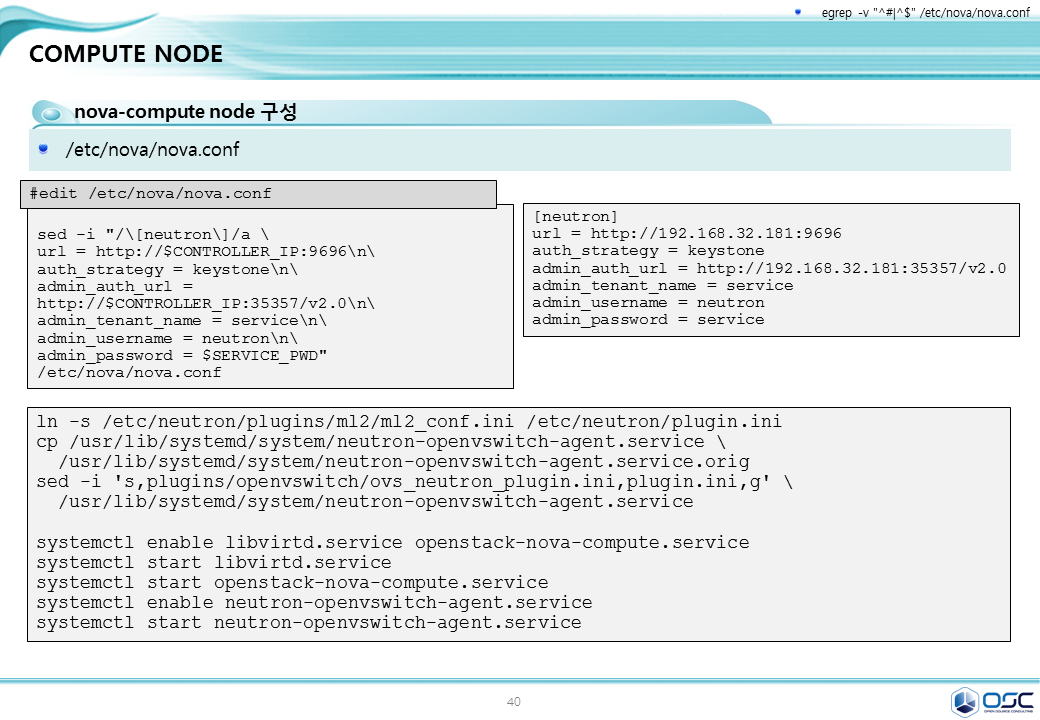 egrep -v "^#|^$" /etc/nova/nova.conf
COMPUTE NODE
nova-compute node 구성
/etc/nova/nova.conf
#edit /etc/nova/nova.conf
sed -i "/\[neutron\]/a \
url = http://$CONTROLLER_IP:9696\n\
auth_strategy = keystone\n\
admin_auth_url =
http://$CONTROLLER_IP:35357/v2.0\n\
admin_tenant_name = service\n\
admin_username = neutron\n\
admin_password = $SERVICE_PWD"
/etc/nova/nova.conf
[neutron]
url = http://192.168.32.181:9696
auth_strategy = keystone
admin_auth_url = http://192.168.32.181:35357/v2.0
admin_tenant_name = service
admin_username = neutron
admin_password = service
ln -s /etc/neutron/plugins/ml2/ml2_conf.ini /etc/neutron/plugin.ini
cp /usr/lib/systemd/system/neutron-openvswitch-agent.service \
/usr/lib/systemd/system/neutron-openvswitch-agent.service.orig
sed -i 's,plugins/openvswitch/ovs_neutron_plugin.ini,plugin.ini,g' \
/usr/lib/systemd/system/neutron-openvswitch-agent.service
systemctl enable libvirtd.service openstack-nova-compute.service
systemctl start libvirtd.service
systemctl start openstack-nova-compute.service
systemctl enable neutron-openvswitch-agent.service
systemctl start neutron-openvswitch-agent.service
40
OSC
OPEN SOURCE CONSULTING